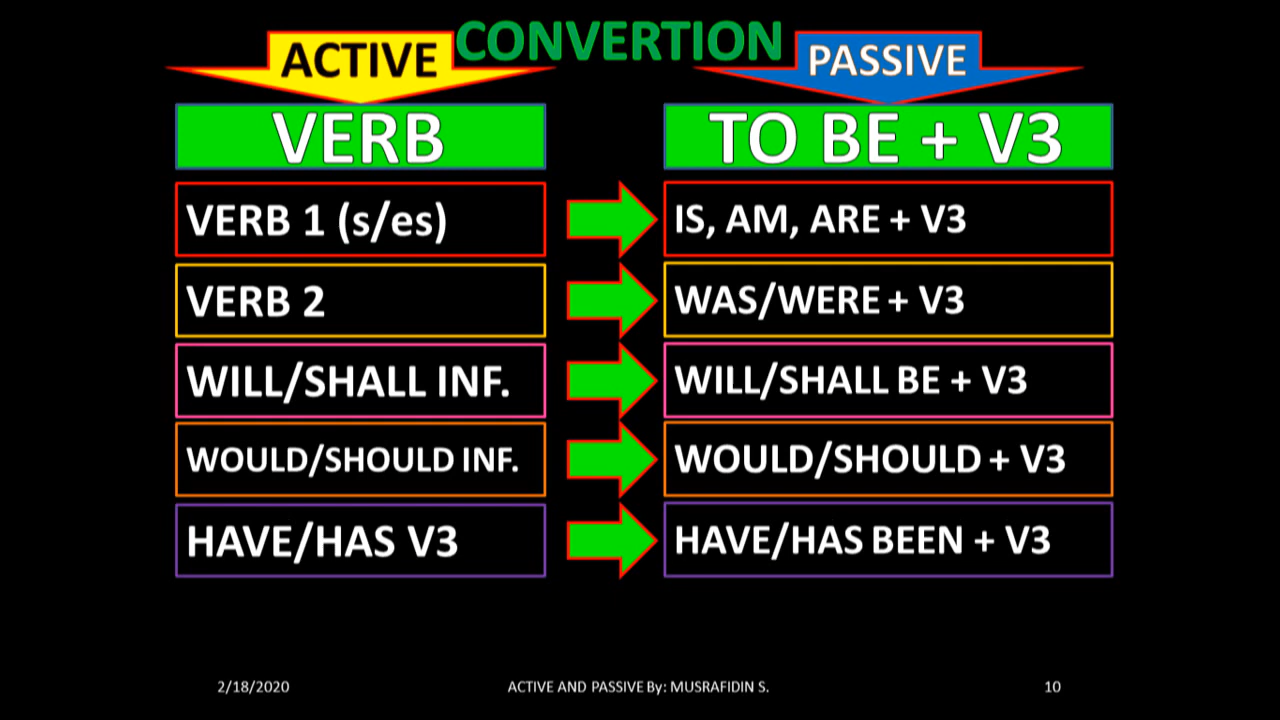 CONVERTION
ACTIVE
PASSIVE
VERB
TO BE + V3
VERB 1 (s/es)
IS, AM, ARE + V3
VERB 2
WAS/WERE + V3
WILL/SHALL INF.
WILL/SHALL BE + V3
WOULD/SHOULD INF.
WOULD/SHOULD + V3
HAVE/HAS V3
HAVE/HAS BEEN + V3
2/18/2020
ACTIVE AND PASSIVE By: MUSRAFIDIN S.
10